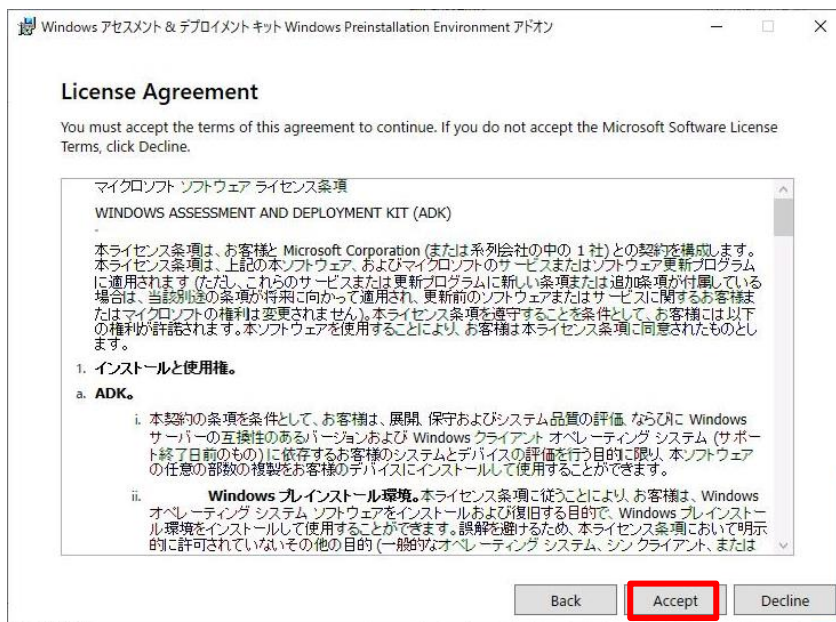 Windows アセスメント & デプロイメント キット Windows Preinstallation Environment アドオン
License Agreement
You must accept the terms of this agreement to continue. If you do not accept the Microsoft Software License
Terms, click Decline.
マイクロソフト ソフトウェア ライセンス条項
WINDOWS ASSESSMENT AND DEPLOYMENT KIT (ADK)
本ライセンス条項は、お客様と Microsoft Corporation (または系列会社の中の 1 社) との契約を構成します。
本ライセンス条項は、上記の本ソフトウェア、およびマイクロソフトのサービスまたはソフトウェア更新プログラム
に適用されます (ただし、これらのサービスまたは更新プログラムに新しい条項または追加条項が付属している
場合は、当該別途の条項が将来に向かって適用され、更新前のソフトウェアまたはサービスに関するお客様ま
たはマイクロソフトの権利は変更されません)。本ライセンス条項を遵守することを条件として、お客様には以下
の権利が許諾されます。本ソフトウェアを使用することにより、お客様は本ライセンス条項に同意されたものとし
ます。
1. インストールと使用権。
a. ADK。
i. 本契約の条項を条件として、お客様は、展開、保守およびシステム品質の評価、ならびに Windows
サーバーの互換性のあるバージョンおよび Windows クライアント オペレーティング システム (サポー
ト終了日前のもの) に依存するお客様のシステムとデバイスの評価を行う目的に限り、本ソフトウェア
の任意の部数の複製をお客様のデバイスにインストールして使用することができます。
ii. Windows プレインストール環境。本ライセンス条項に従うことにより、お客様は、Windows
オペレーティング システム ソフトウェアをインストールおよび復旧する目的で、Windows プレインストー
ル環境をインストールして使用することができます。誤解を避けるため、本ライセンス条項において明示
的に許可されていないその他の目的 (一般的なオペレーティング システム、シン クライアント、または
Back Accept Decline